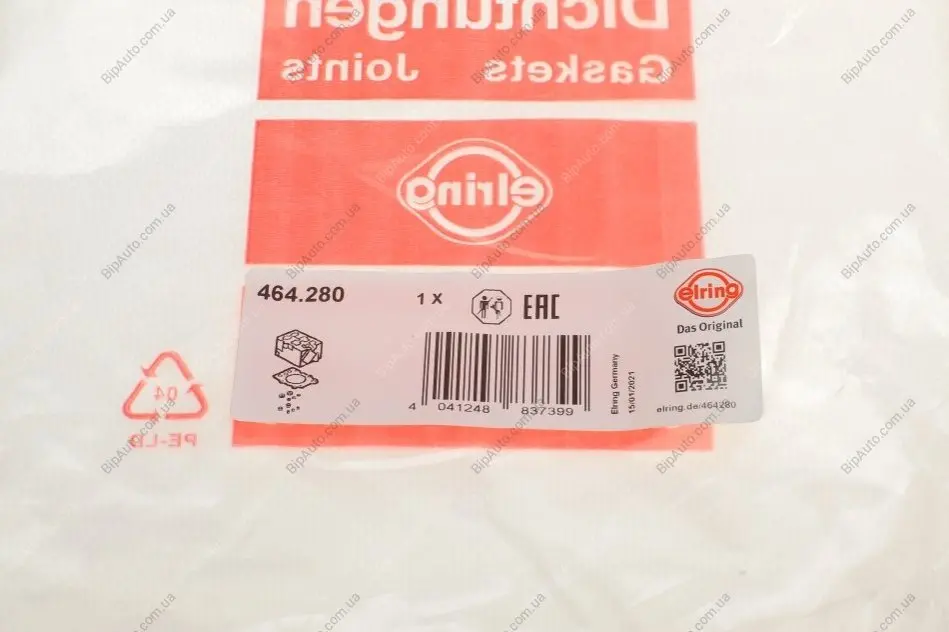 Dichtungen
Gaskets Joints
elring
464.280
1 X
EAC
elring
Das Original
4 041248 837399
Elring Germany
15/01/2021
elring.de/464280
04
PE-LD
BipAuto.com.ua